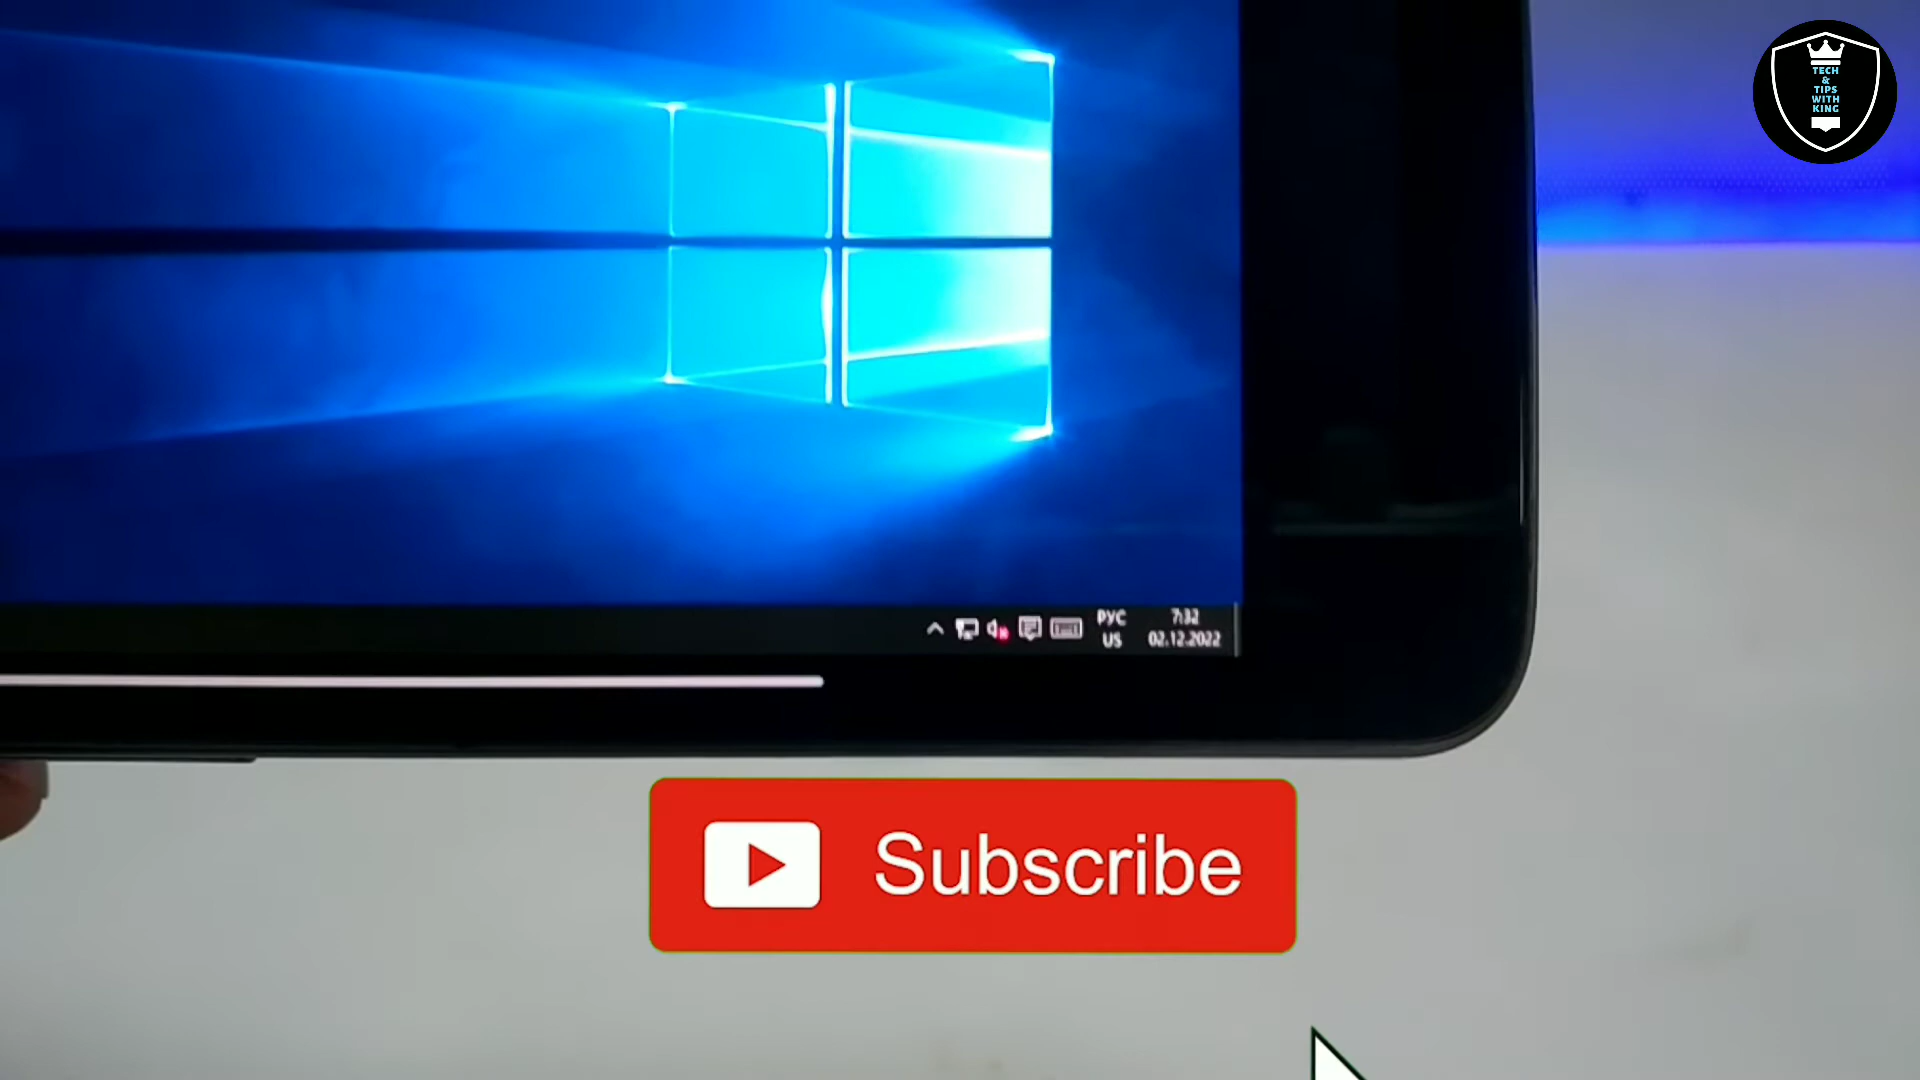 TECH
&
TIPS
WITH
KING
РУС
US
7:32
02.12.2022
Subscribe